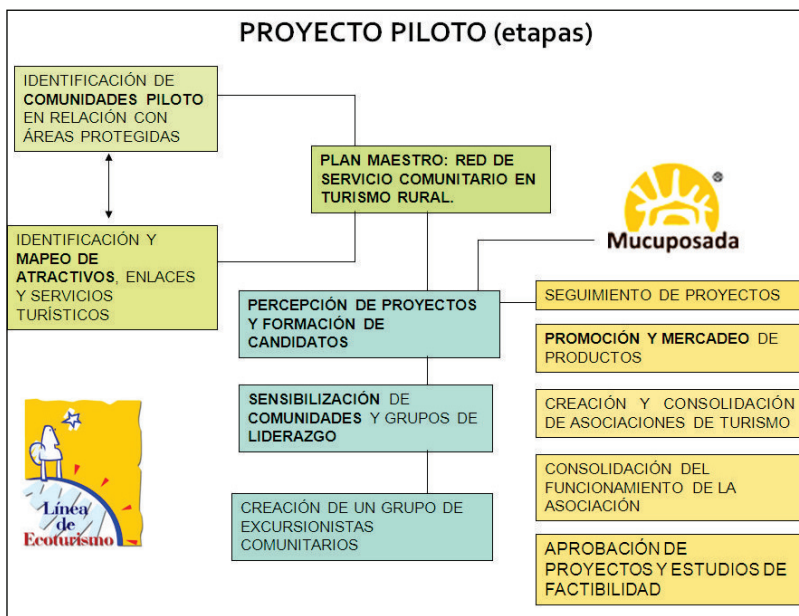 PROYECTO PILOTO (etapas)
IDENTIFICACIÓN DE
COMUNIDADES PILOTO
EN RELACIÓN CON
ÁREAS PROTEGIDAS
PLAN MAESTRO: RED DE
SERVICIO COMUNITARIO EN
TURISMO RURAL.
IDENTIFICACIÓN Y
MAPEO DE
ATRACTIVOS, ENLACES
Y SERVICIOS
TURÍSTICOS
®
Mucuposada
PERCEPCIÓN DE PROYECTOS
Y FORMACIÓN DE
CANDIDATOS
SENSIBILIZACIÓN DE
COMUNIDADES Y GRUPOS DE
LIDERAZGO
CREACIÓN DE UN GRUPO DE
EXCURSIONISTAS
COMUNITARIOS
SEGUIMIENTO DE PROYECTOS
PROMOCIÓN Y MERCADEO DE
PRODUCTOS
CREACIÓN Y CONSOLIDACIÓN
DE ASOCIACIONES DE TURISMO
CONSOLIDACIÓN DEL
FUNCIONAMIENTO DE LA
ASOCIACIÓN
APROBACIÓN DE
PROYECTOS Y ESTUDIOS DE
FACTIBILIDAD
Línea
de
Ecoturismo